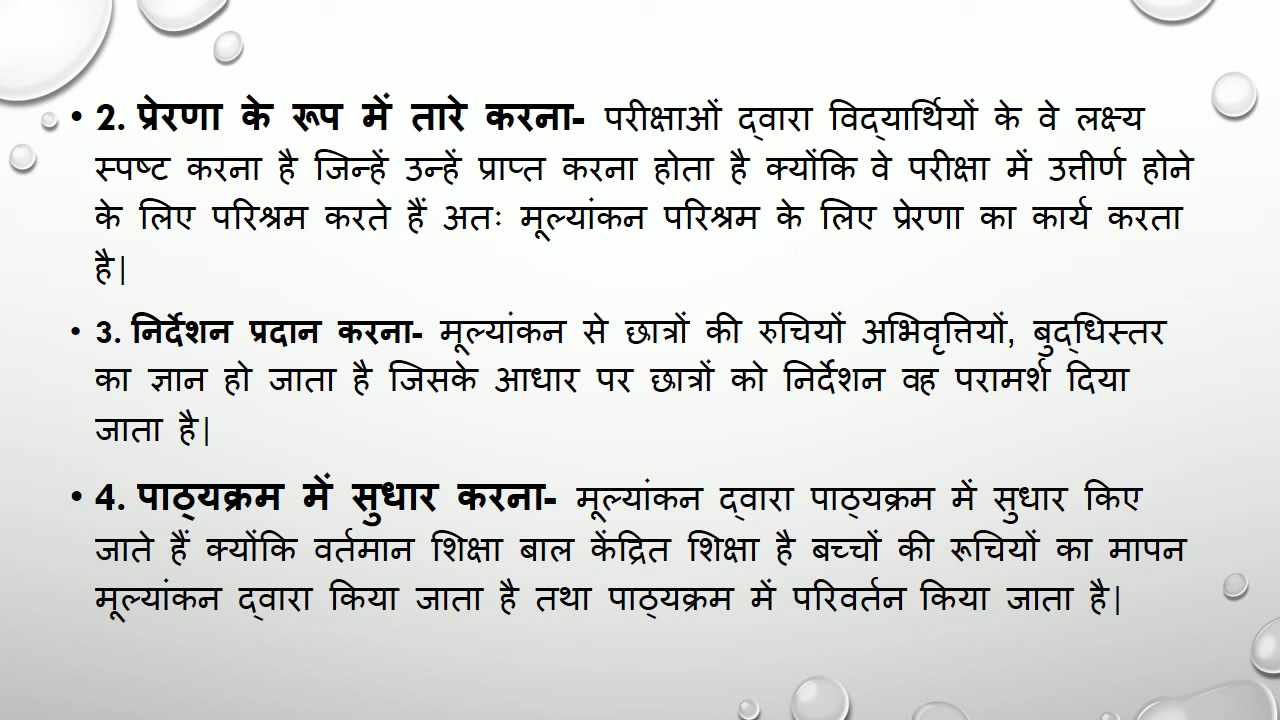 • 2. प्रेरणा के रूप में तारे करना- परीक्षाओं द्वारा विद्यार्थियों के वे लक्ष्य
स्पष्ट करना है जिन्हें उन्हें प्राप्त करना होता है क्योंकि वे परीक्षा में उत्तीर्ण होने
के लिए परिश्रम करते हैं अतः मूल्यांकन परिश्रम के लिए प्रेरणा का कार्य करता
है|
• 3. निर्देशन प्रदान करना- मूल्यांकन से छात्रों की रुचियों अभिवृत्तियों, बुद्धिस्तर
का ज्ञान हो जाता है जिसके आधार पर छात्रों को निर्देशन वह परामर्श दिया
जाता है|
• 4. पाठ्यक्रम में सुधार करना- मूल्यांकन द्वारा पाठ्यक्रम में सुधार किए
जाते हैं क्योंकि वर्तमान शिक्षा बाल केंद्रित शिक्षा है बच्चों की रूचियों का मापन
मूल्यांकन द्वारा किया जाता है तथा पाठ्यक्रम में परिवर्तन किया जाता है|